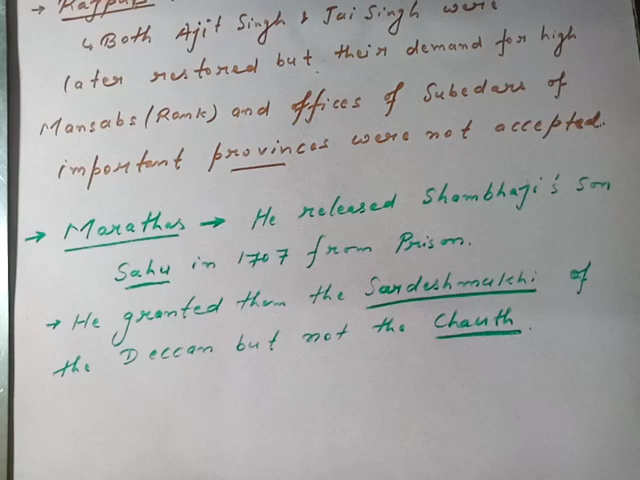 → Rajputs
↳ Both Ajit Singh & Jai Singh were
later restored but their demand for high
Mansabs (Rank) and offices of Subedars of
important provinces were not accepted.
→ Marathas → He released Shambhaji's son
Sahu in 1707 from Prison.
→ He granted them the Sardeshmukhi of
the Deccan but not the Chauth.